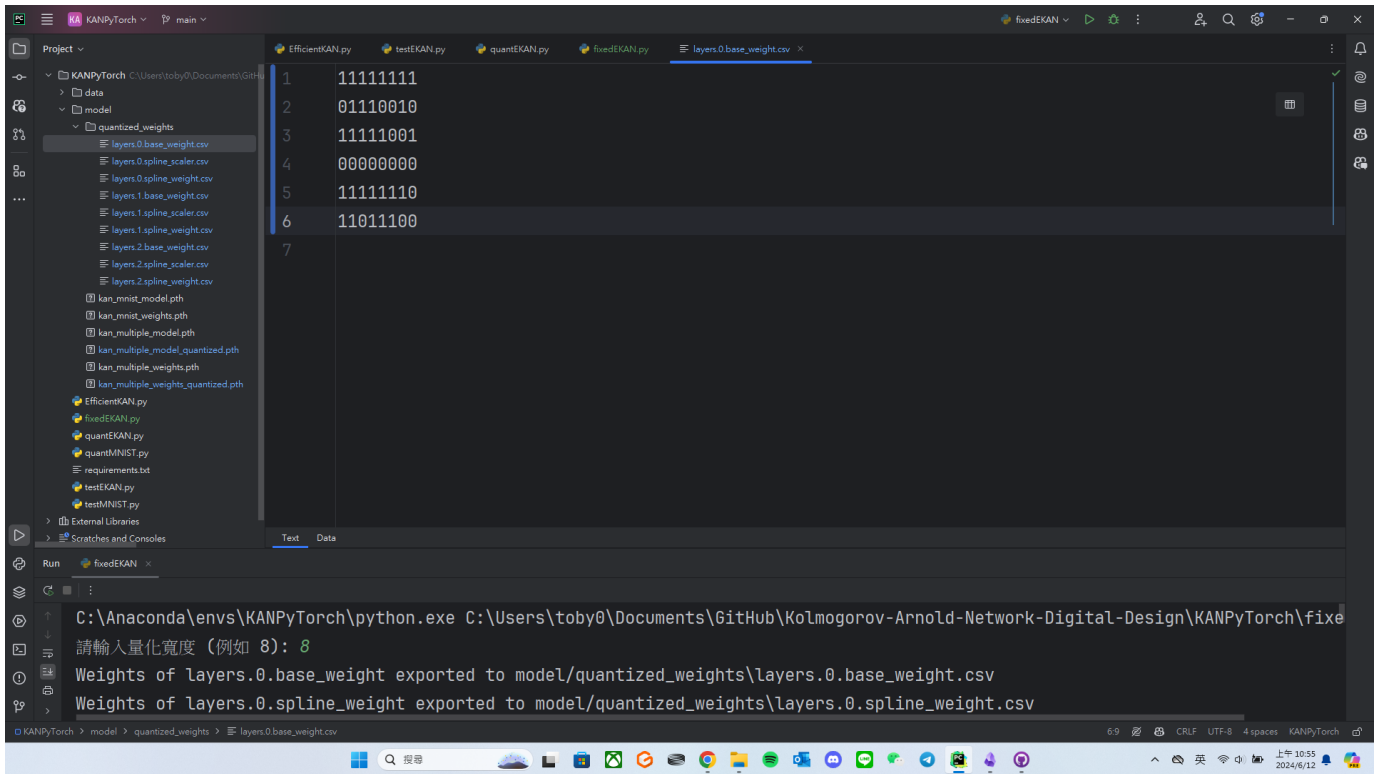 KA KANPyTorch main
fixedEKAN
Project
EfficientKAN.py testEKAN.py quantEKAN.py fixedEKAN.py layers.0.base_weight.csv
KANPyTorch C:\Users\toby0\Documents\GitHu
data
model
quantized_weights
layers.0.base_weight.csv
layers.0.spline_scaler.csv
layers.0.spline_weight.csv
layers.1.base_weight.csv
layers.1.spline_scaler.csv
layers.1.spline_weight.csv
layers.2.base_weight.csv
layers.2.spline_scaler.csv
layers.2.spline_weight.csv
kan_mnist_model.pth
kan_mnist_weights.pth
kan_multiple_model.pth
kan_multiple_model_quantized.pth
kan_multiple_weights.pth
kan_multiple_weights_quantized.pth
EfficientKAN.py
fixedEKAN.py
quantEKAN.py
quantMNIST.py
requirements.txt
testEKAN.py
testMNIST.py
External Libraries
Scratches and Consoles
1 11111111
2 01110010
3 11111001
4 00000000
5 11111110
6 11011100
7
Text Data
Run fixedEKAN
C:\Anaconda\envs\KANPyTorch\python.exe C:\Users\toby0\Documents\GitHub\Kolmogorov-Arnold-Network-Digital-Design\KANPyTorch\fixe
請輸入量化寬度 (例如 8): 8
Weights of layers.0.base_weight exported to model/quantized_weights\layers.0.base_weight.csv
Weights of layers.0.spline_weight exported to model/quantized_weights\layers.0.spline_weight.csv
KANPyTorch > model > quantized_weights > layers.0.base_weight.csv
6:9 CRLF UTF-8 4 spaces KANPyTorch
搜尋
英
上午 10:55
2024/6/12